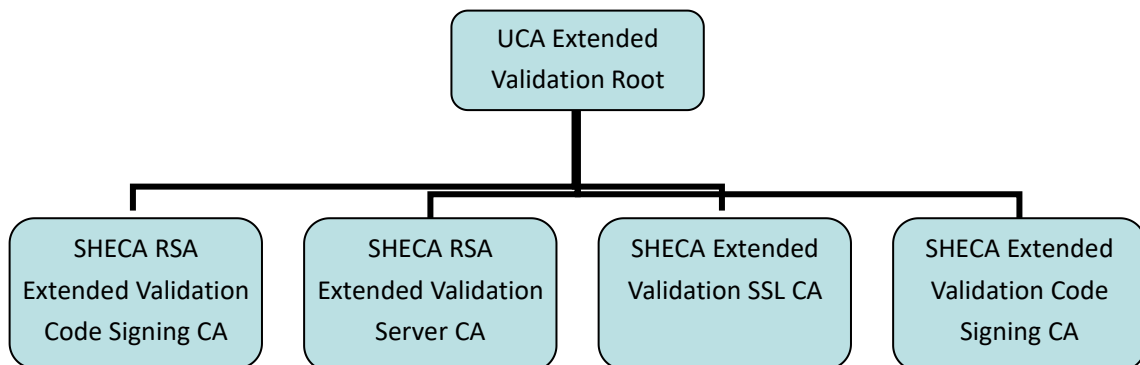 UCA Extended
Validation Root
SHECA RSA
Extended Validation
Code Signing CA
SHECA RSA
Extended Validation
Server CA
SHECA Extended
Validation SSL CA
SHECA Extended
Validation Code
Signing CA